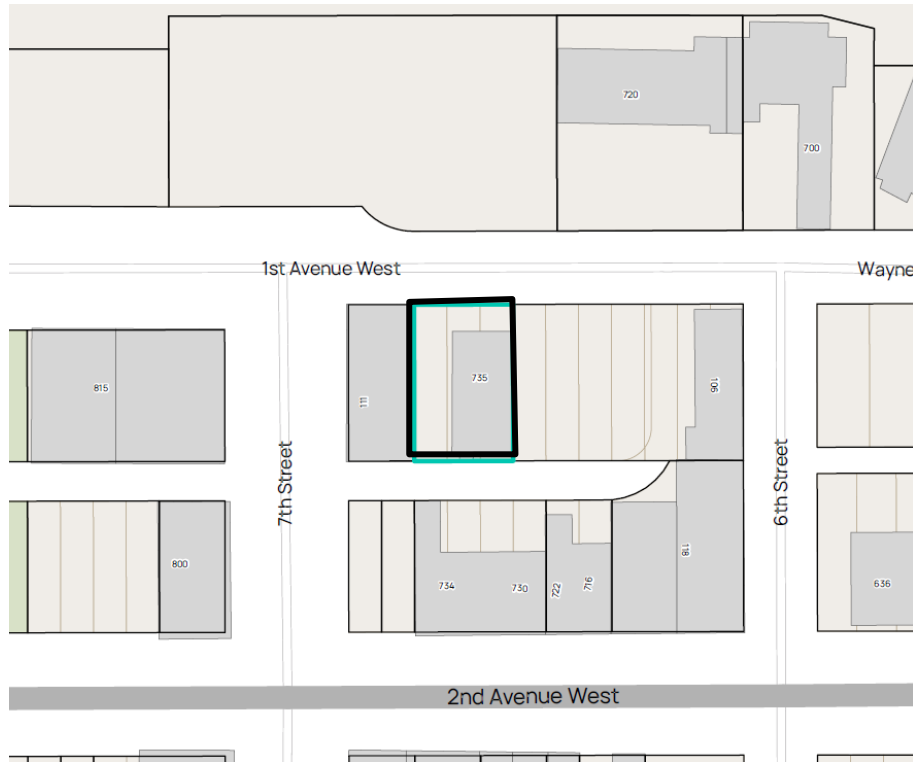 720
700
1st Avenue West
Wayne
815
111
735
106
7th Street
6th Street
800
734
730
722
716
118
636
2nd Avenue West